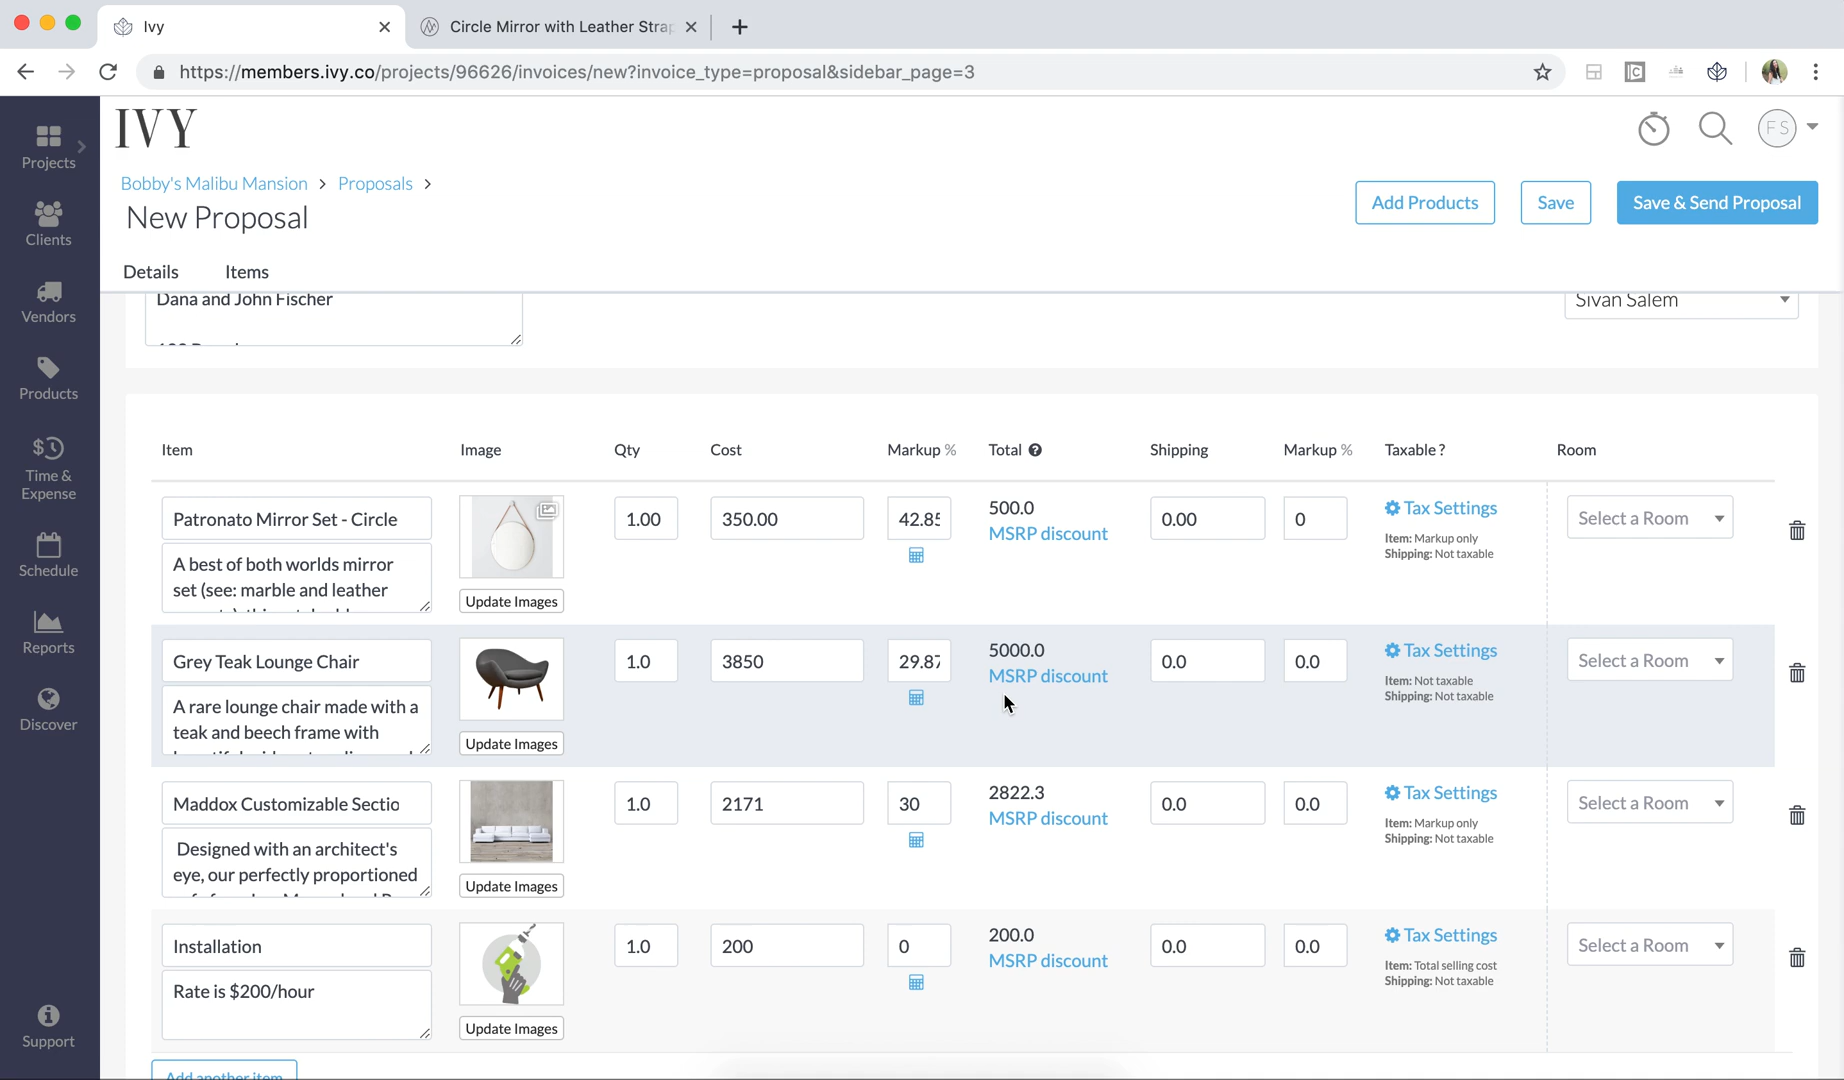 Ivy
Circle Mirror with Leather Strap
https://members.ivy.co/projects/96626/invoices/new?invoice_type=proposal&sidebar_page=3
Projects
Clients
Vendors
Products
Time &
Expense
Schedule
Reports
Discover
Support
IVY
F S
Bobby's Malibu Mansion > Proposals >
New Proposal
Add Products
Save
Save & Send Proposal
Details
Items
Dana and John Fischer
Sivan Salem
Item Image Qty Cost Markup % Total ? Shipping Markup % Taxable? Room
Patronato Mirror Set - Circle
A best of both worlds mirror
set (see: marble and leather
Update Images
1.00
350.00
42.85
500.0
MSRP discount
0.00
0
Tax Settings
Item: Markup only
Shipping: Not taxable
Select a Room
Grey Teak Lounge Chair
A rare lounge chair made with a
teak and beech frame with
Update Images
1.0
3850
29.87
5000.0
MSRP discount
0.0
0.0
Tax Settings
Item: Not taxable
Shipping: Not taxable
Select a Room
Maddox Customizable Sectio
Designed with an architect's
eye, our perfectly proportioned
Update Images
1.0
2171
30
2822.3
MSRP discount
0.0
0.0
Tax Settings
Item: Markup only
Shipping: Not taxable
Select a Room
Installation
Rate is $200/hour
Update Images
1.0
200
0
200.0
MSRP discount
0.0
0.0
Tax Settings
Item: Total selling cost
Shipping: Not taxable
Select a Room
Add another item